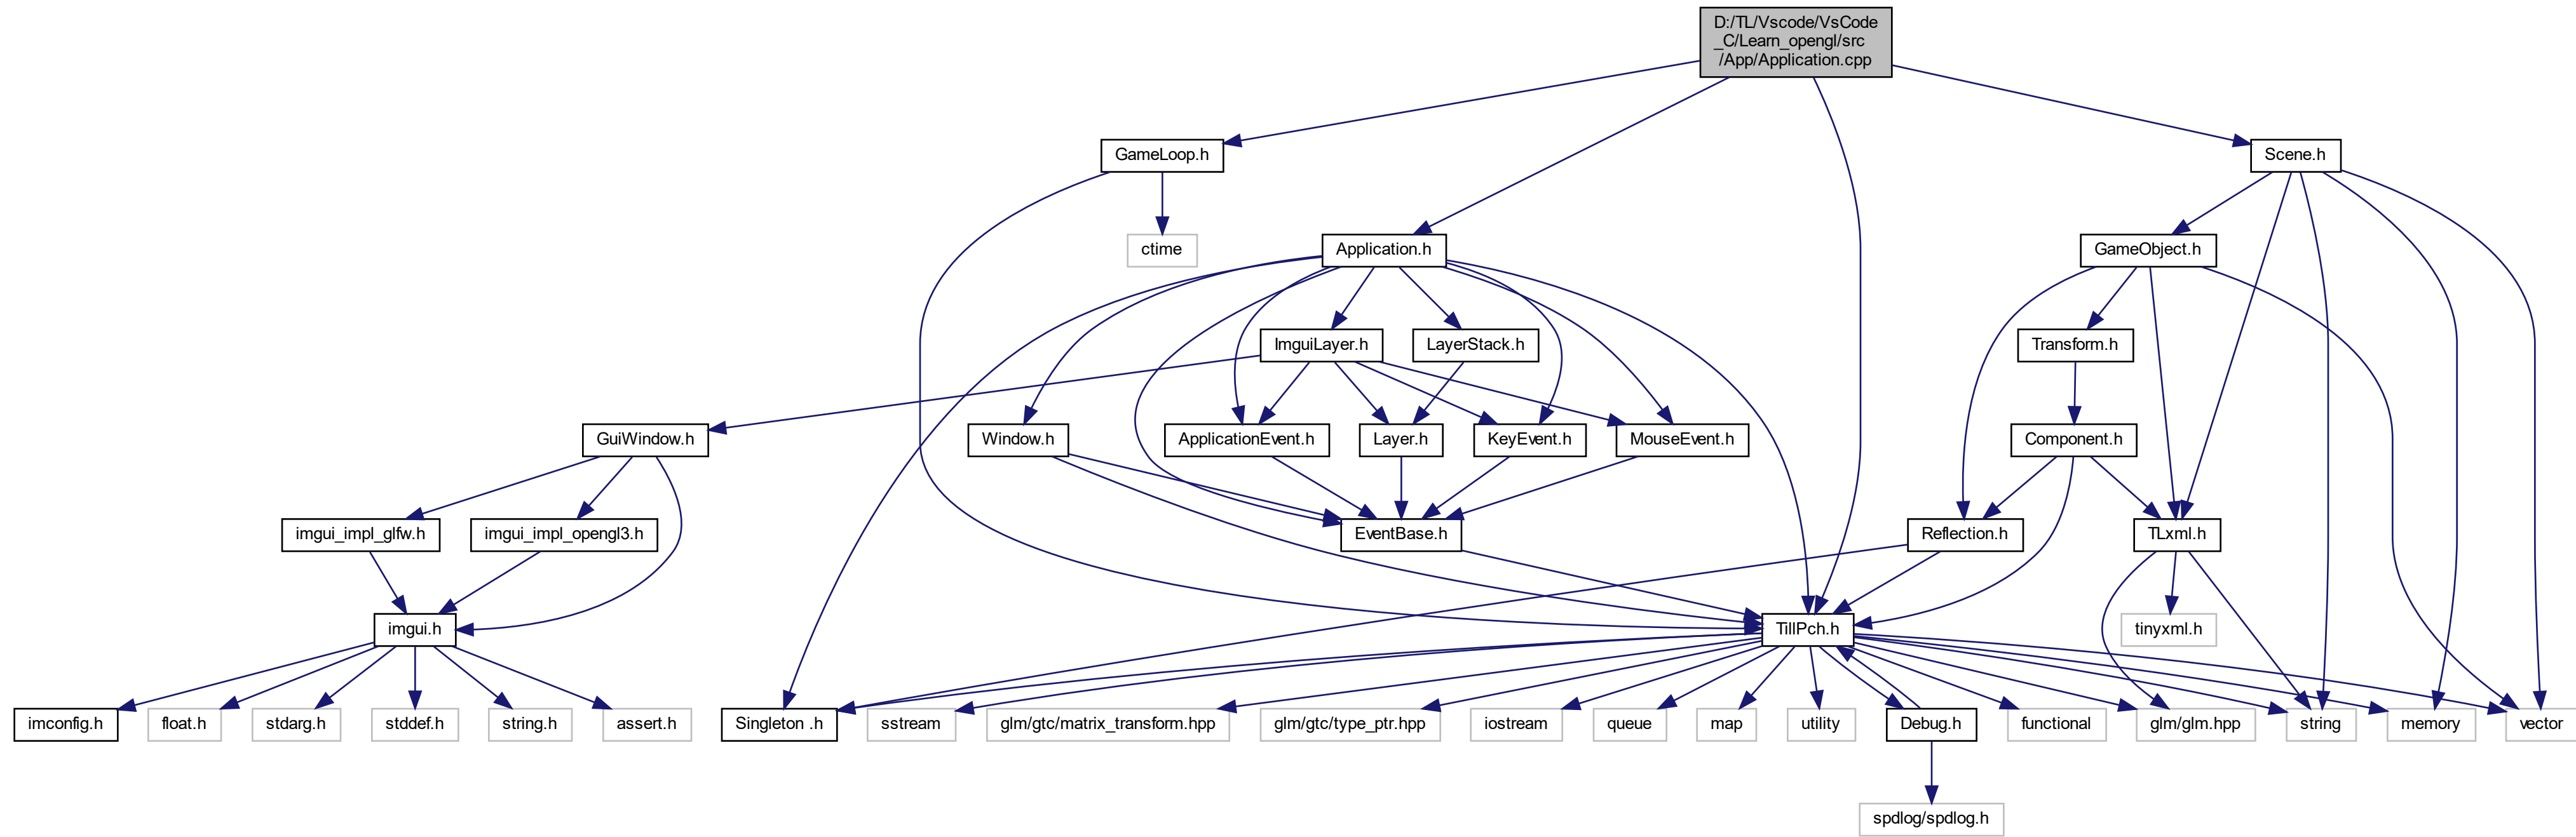 D:/TL/Vscode/VsCode
_C/Learn_opengl/src
/App/Application.cpp
GameLoop.h
Scene.h
ctime
Application.h
GameObject.h
ImguiLayer.h
LayerStack.h
Transform.h
GuiWindow.h
Window.h
ApplicationEvent.h
Layer.h
KeyEvent.h
MouseEvent.h
Component.h
imgui_impl_glfw.h
imgui_impl_opengl3.h
EventBase.h
Reflection.h
TLxml.h
imgui.h
TillPch.h
tinyxml.h
imconfig.h
float.h
stdarg.h
stddef.h
string.h
assert.h
Singleton .h
sstream
glm/gtc/matrix_transform.hpp
glm/gtc/type_ptr.hpp
iostream
queue
map
utility
Debug.h
functional
glm/glm.hpp
string
memory
vector
spdlog/spdlog.h